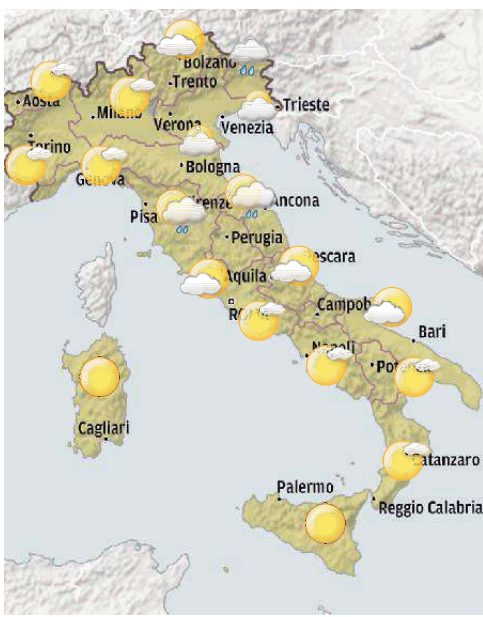 Bolzano
Trento
Aosta
Milano
Trieste
Verona
Venezia
Torino
Genova
Bologna
Pisa
Ancona
Perugia
Aquila
Bari
Cagliari
Palermo
Reggio Calabria